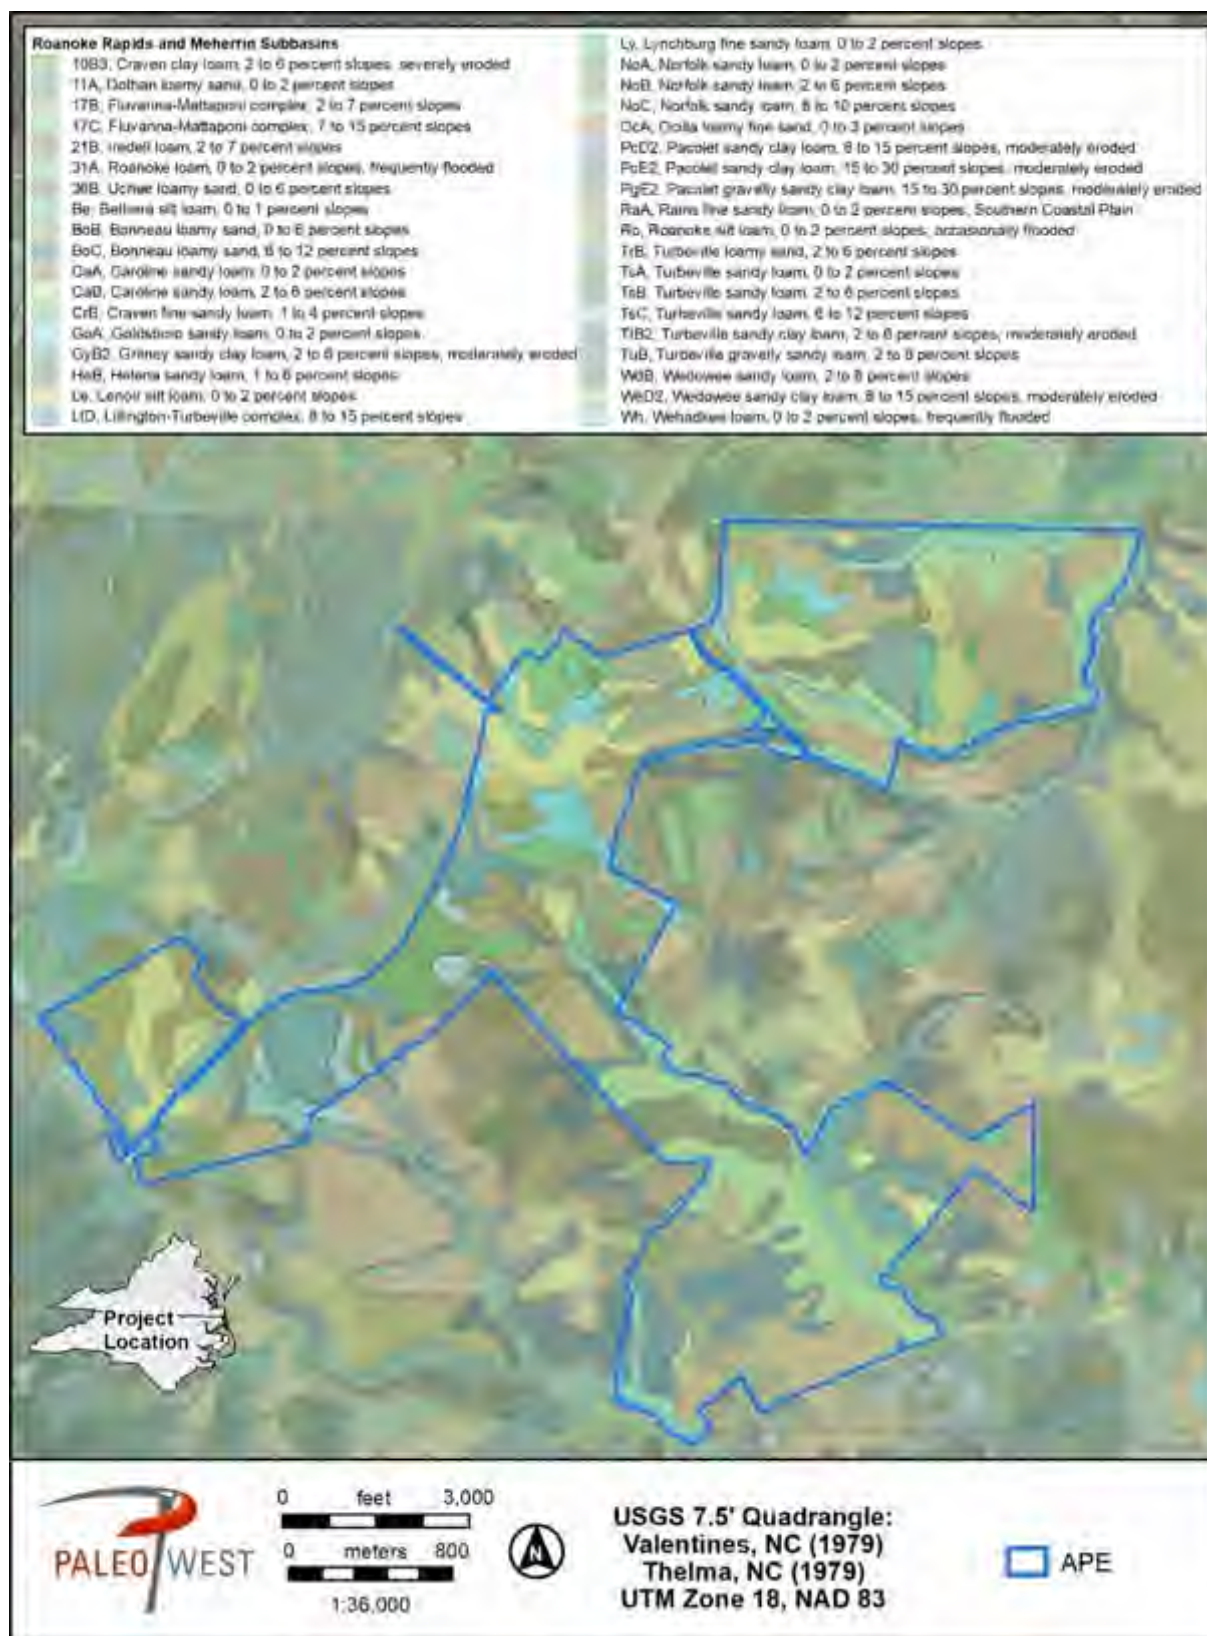 Roanoke Rapids and Meherrin Subbasins
10B3, Craven clay loam, 2 to 6 percent slopes, severely eroded
11A, Dothan loamy sand, 0 to 2 percent slopes
17B, Fluvanna-Mattaponi complex, 2 to 7 percent slopes
17C, Fluvanna-Mattaponi complex, 7 to 15 percent slopes
21B, Iredell loam, 2 to 7 percent slopes
31A, Roanoke loam, 0 to 2 percent slopes, frequently flooded
36B, Uchee loamy sand, 0 to 6 percent slopes
Be, Bethera silt loam, 0 to 1 percent slopes
BoB, Bonneau loamy sand, 0 to 6 percent slopes
BoC, Bonneau loamy sand, 6 to 12 percent slopes
CaA, Caroline sandy loam, 0 to 2 percent slopes
CaB, Caroline sandy loam, 2 to 6 percent slopes
CrB, Craven fine sandy loam, 1 to 4 percent slopes
GoA, Goldsboro sandy loam, 0 to 2 percent slopes
GyB2, Gritney sandy clay loam, 2 to 6 percent slopes, moderately eroded
HeB, Helena sandy loam, 1 to 6 percent slopes
Le, Lenoir silt loam, 0 to 2 percent slopes
LtD, Lillington-Turbeville complex, 8 to 15 percent slopes
Ly, Lynchburg fine sandy loam, 0 to 2 percent slopes
NoA, Norfolk sandy loam, 0 to 2 percent slopes
NoB, Norfolk sandy loam, 2 to 6 percent slopes
NoC, Norfolk sandy loam, 6 to 10 percent slopes
OcA, Ocilla loamy fine sand, 0 to 3 percent slopes
PcD2, Pacolet sandy clay loam, 8 to 15 percent slopes, moderately eroded
PcE2, Pacolet sandy clay loam, 15 to 30 percent slopes, moderately eroded
PgE2, Pacolet gravelly sandy clay loam, 15 to 30 percent slopes, moderately eroded
RaA, Rains fine sandy loam, 0 to 2 percent slopes, Southern Coastal Plain
Ro, Roanoke silt loam, 0 to 2 percent slopes, occasionally flooded
TrB, Turbeville loamy sand, 2 to 6 percent slopes
TsA, Turbeville sandy loam, 0 to 2 percent slopes
TsB, Turbeville sandy loam, 2 to 6 percent slopes
TsC, Turbeville sandy loam, 6 to 12 percent slopes
TtB2, Turbeville sandy clay loam, 2 to 6 percent slopes, moderately eroded
TuB, Turbeville gravelly sandy loam, 2 to 8 percent slopes
WdB, Wedowee sandy loam, 2 to 8 percent slopes
WeD2, Wedowee sandy clay loam, 8 to 15 percent slopes, moderately eroded
Wh, Wehadkee loam, 0 to 2 percent slopes, frequently flooded
Project
Location
PALEO WEST
0 feet 3,000
0 meters 800
1:36,000
N
USGS 7.5' Quadrangle:
Valentines, NC (1979)
Thelma, NC (1979)
UTM Zone 18, NAD 83
APE